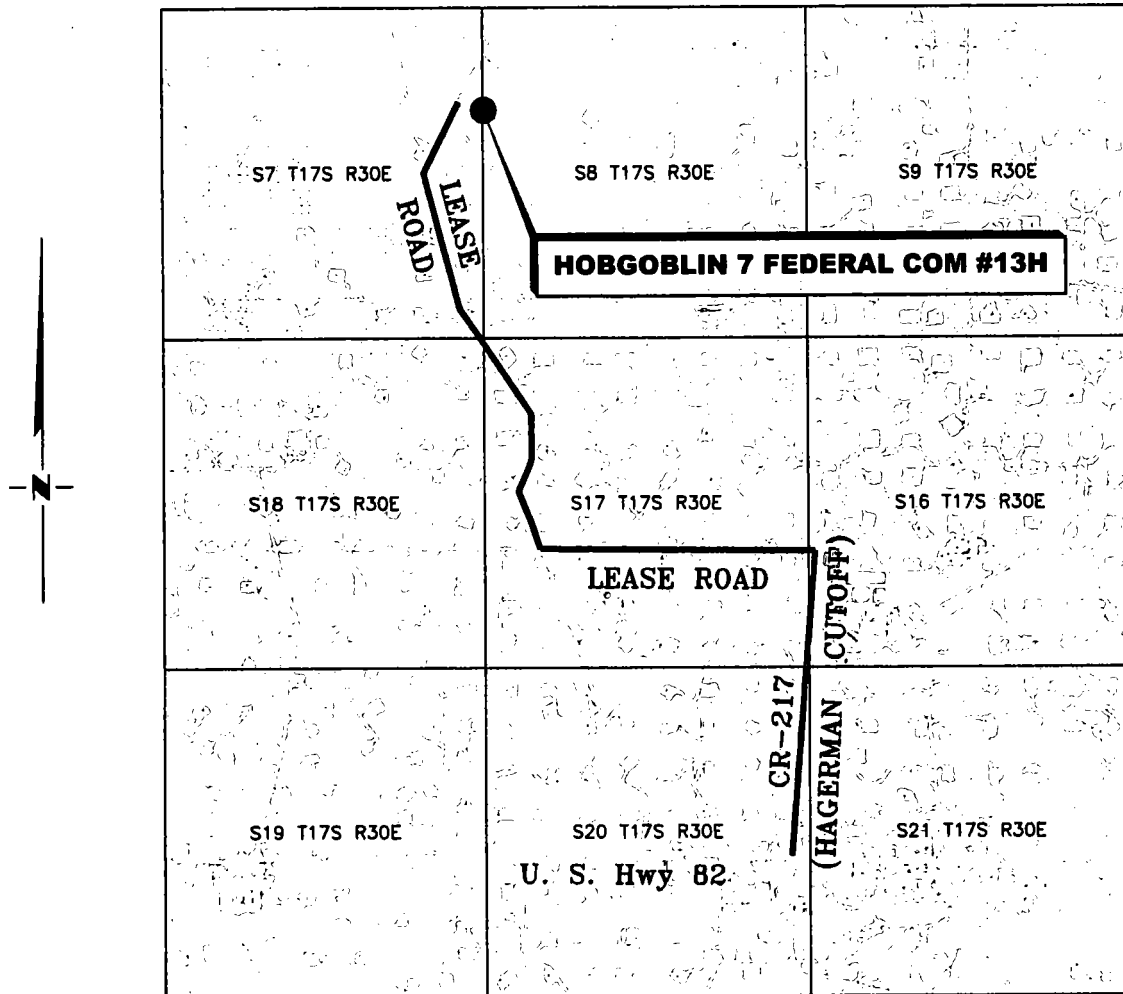 S7 T17S R30E
S8 T17S R30E
S9 T17S R30E
LEASE
ROAD
HOBGOBLIN 7 FEDERAL COM #13H
N
S18 T17S R30E
S17 T17S R30E
S16 T17S R30E
LEASE ROAD
CR-217
(HAGERMAN CUTOFF)
S19 T17S R30E
S20 T17S R30E
S21 T17S R30E
U. S. Hwy 82